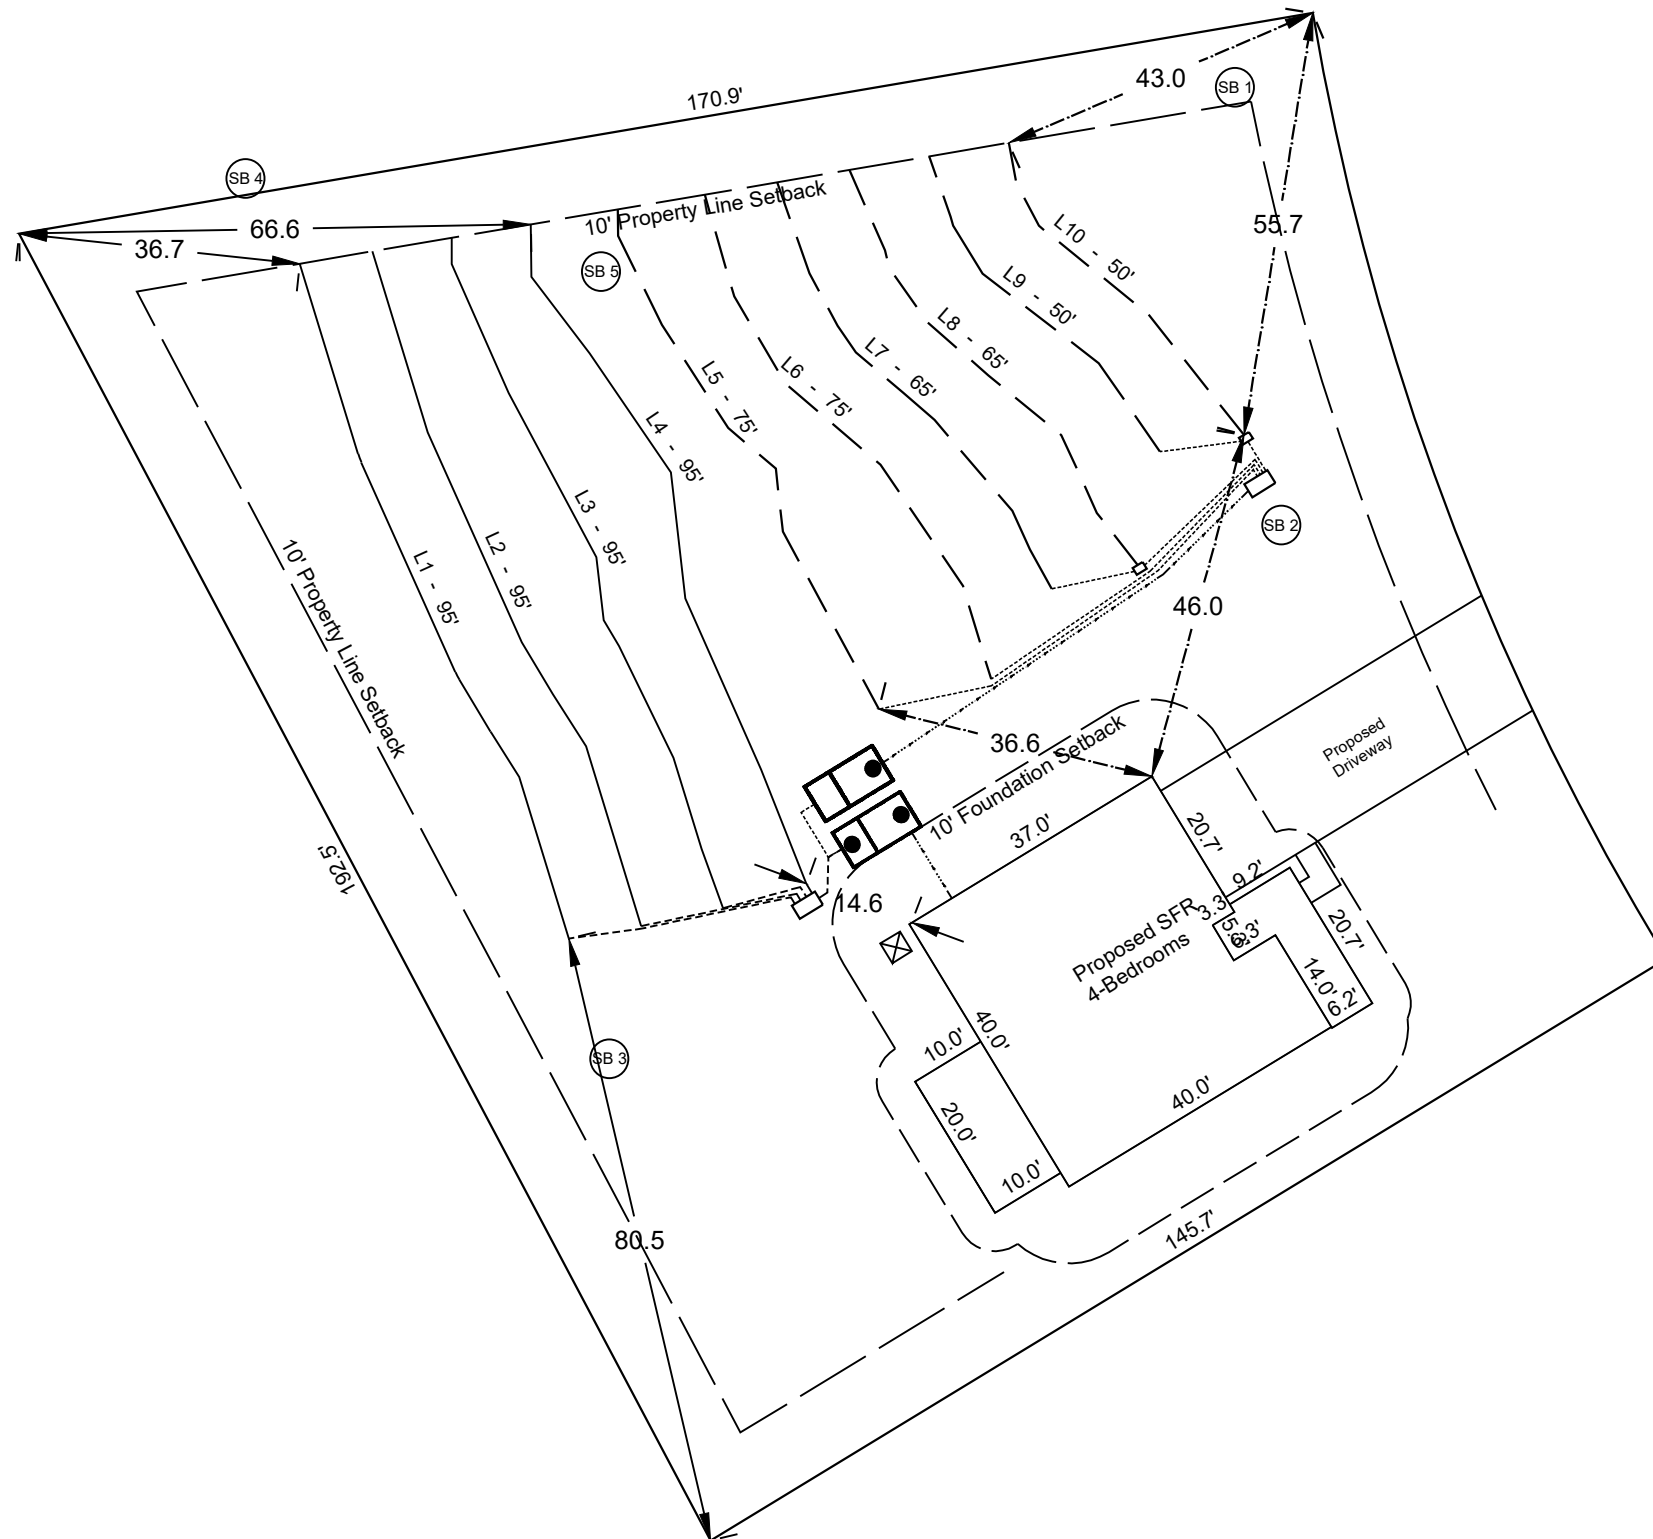 170.9'
43.0
SB 1
SB 4
10' Property Line Setback
66.6
36.7
55.7
SB 5
L10 - 50'
L9 - 50'
L8 - 65'
L7 - 65'
L6 - 75'
L5 - 75'
L4 - 95'
L3 - 95'
L2 - 95'
L1 - 95'
10' Property Line Setback
SB 2
46.0
36.6
10' Foundation Setback
Proposed
Driveway
37.0'
20.7'
192.5'
9.2'
14.6
3.3'
5.2'
6.3'
20.7'
Proposed SFR
4-Bedrooms
14.0'
6.2'
40.0'
10.0'
SB 3
20.0'
40.0'
10.0'
145.7'
80.5